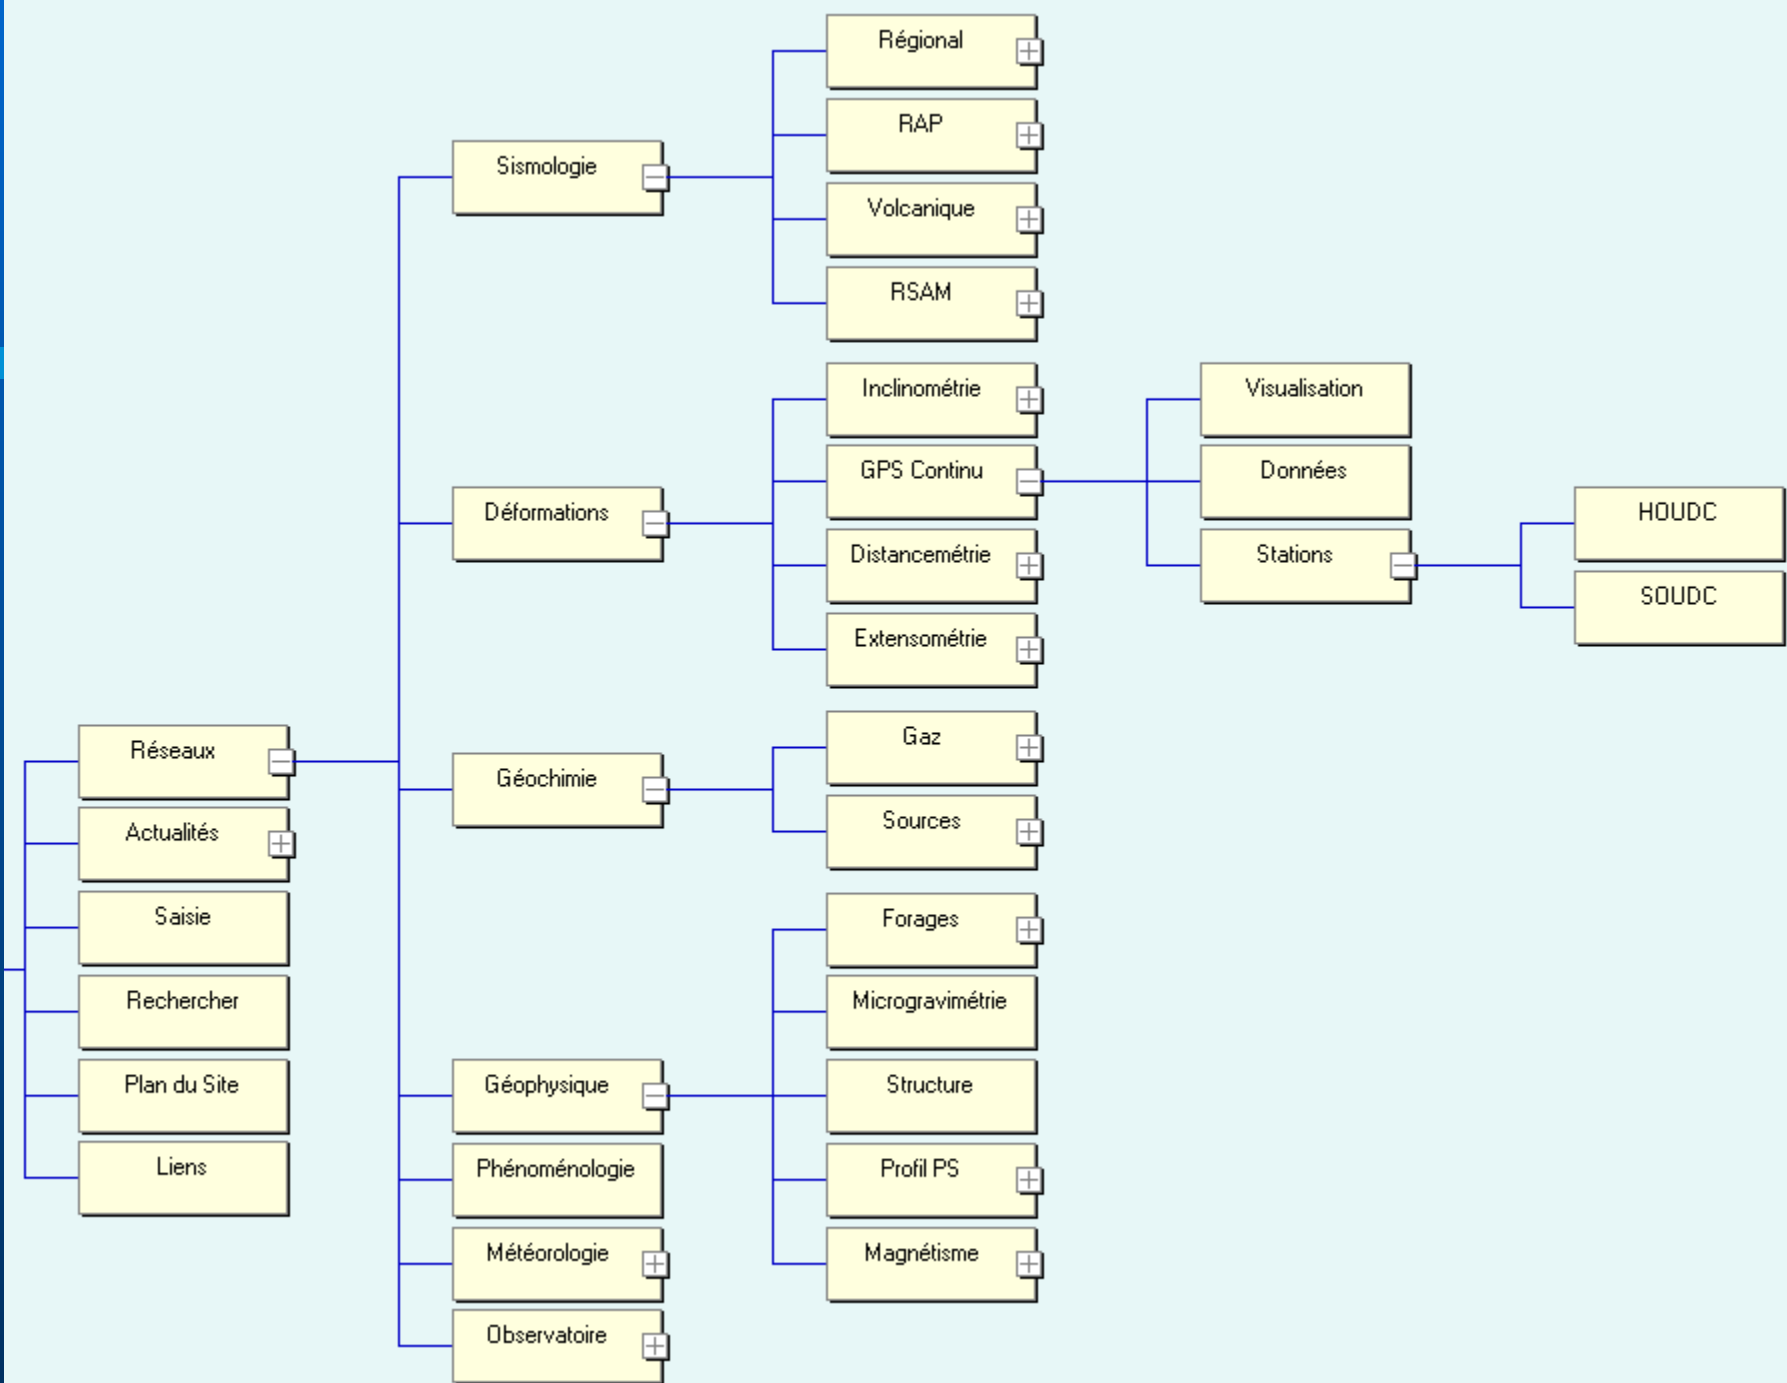 Réseaux
Actualités
Saisie
Rechercher
Plan du Site
Liens
Sismologie
Déformations
Géochimie
Géophysique
Phénoménologie
Météorologie
Observatoire
Régional
RAP
Volcanique
RSAM
Inclinométrie
GPS Continu
Distancemétrie
Extensométrie
Gaz
Sources
Forages
Microgravimétrie
Structure
Profil PS
Magnétisme
Visualisation
Données
Stations
HOUDC
SOUDC